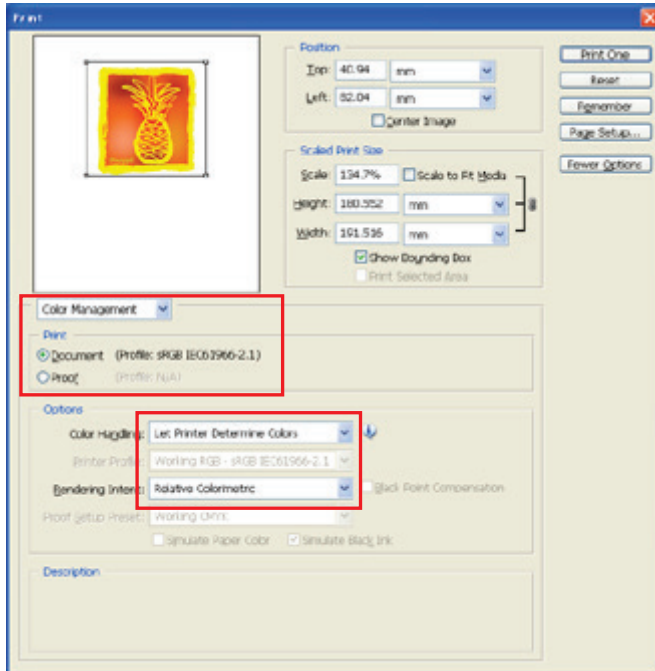 Print
Position
Top: 40.94 mm
Left: 82.04 mm
Center Image
Scaled Print Size
Scale: 134.7% Scale to Fit Media
Height: 180.552 mm
Width: 191.516 mm
Show Bounding Box
Print Selected Area
Print One
Reset
Remember
Page Setup...
Fewer Options
Color Management
Print
Document (Profile: sRGB IEC61966-2.1)
Proof (Profile: N/A)
Options
Color Handling: Let Printer Determine Colors
Printer Profile: Working RGB - sRGB IEC61966-2.1
Rendering Intent: Relative Colorimetric Black Point Compensation
Proof Setup Preset: Working CMYK
Simulate Paper Color Simulate Black Ink
Description